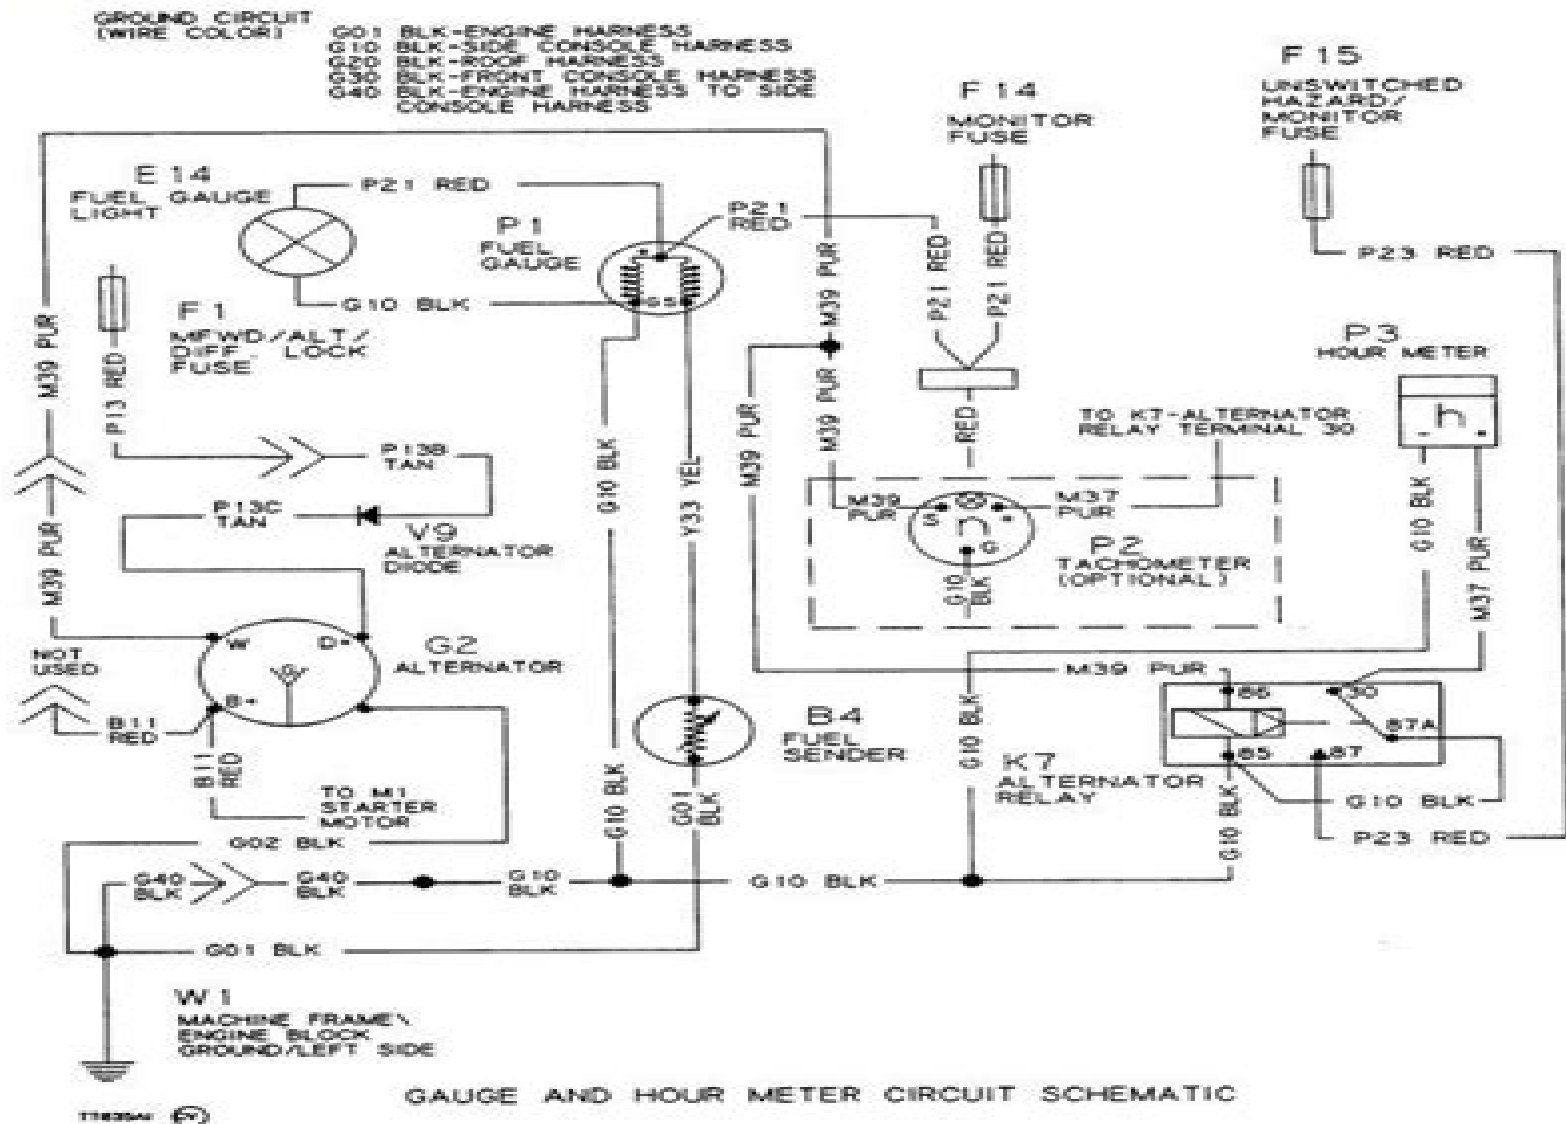 GROUND CIRCUIT
(WIRE COLOR)
G01 BLK-ENGINE HARNESS
G10 BLK-SIDE CONSOLE HARNESS
G20 BLK-ROOF HARNESS
G30 BLK-FRONT CONSOLE HARNESS
G40 BLK-ENGINE HARNESS TO SIDE
CONSOLE HARNESS
F15
UNSWITCHED
HAZARD/
MONITOR
FUSE
F14
MONITOR
FUSE
E14
FUEL GAUGE
LIGHT
P21 RED
P21
RED
P1
FUEL
GAUGE
G10 BLK
F1
MFWD/ALT/
DIFF. LOCK
FUSE
M39 PUR
P13 RED
M39 PUR
P21 RED
P21 RED
P23 RED
P3
HOUR METER
P13B
TAN
P13C
TAN
V9
ALTERNATOR
DIODE
G10 BLK
Y33 YEL
M39 PUR
M39 PUR
RED
TO K7-ALTERNATOR
RELAY TERMINAL 30
M39
PUR
S
M37
PUR
G
P2
TACHOMETER
(OPTIONAL)
G10
BLK
G10 BLK
M37 PUR
M39 PUR
W
D+
G
B+
G2
ALTERNATOR
NOT
USED
B11
RED
B11
RED
TO M1
STARTER
MOTOR
B4
FUEL
SENDER
G10 BLK
G01
BLK
G10 BLK
M39 PUR
86
30
87A
85
87
K7
ALTERNATOR
RELAY
G10 BLK
G10 BLK
P23 RED
G02 BLK
G40
BLK
G40
BLK
G10
BLK
G10 BLK
G01 BLK
W1
MACHINE FRAME\
ENGINE BLOCK
GROUND/LEFT SIDE
GAUGE AND HOUR METER CIRCUIT SCHEMATIC